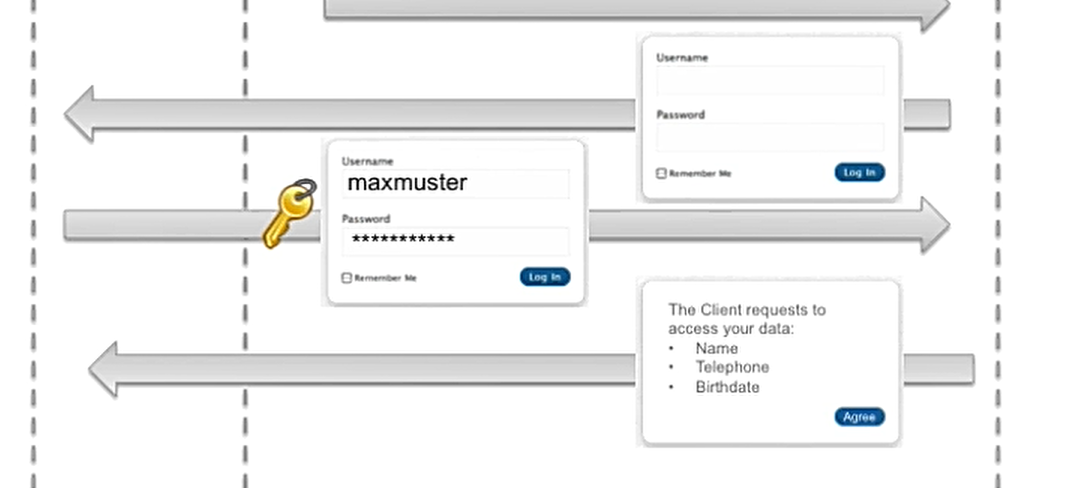 Username
Password
Remember Me
Log In
Username
maxmuster
Password
***********
Remember Me
Log In
The Client requests to
access your data:
• Name
• Telephone
• Birthdate
Agree